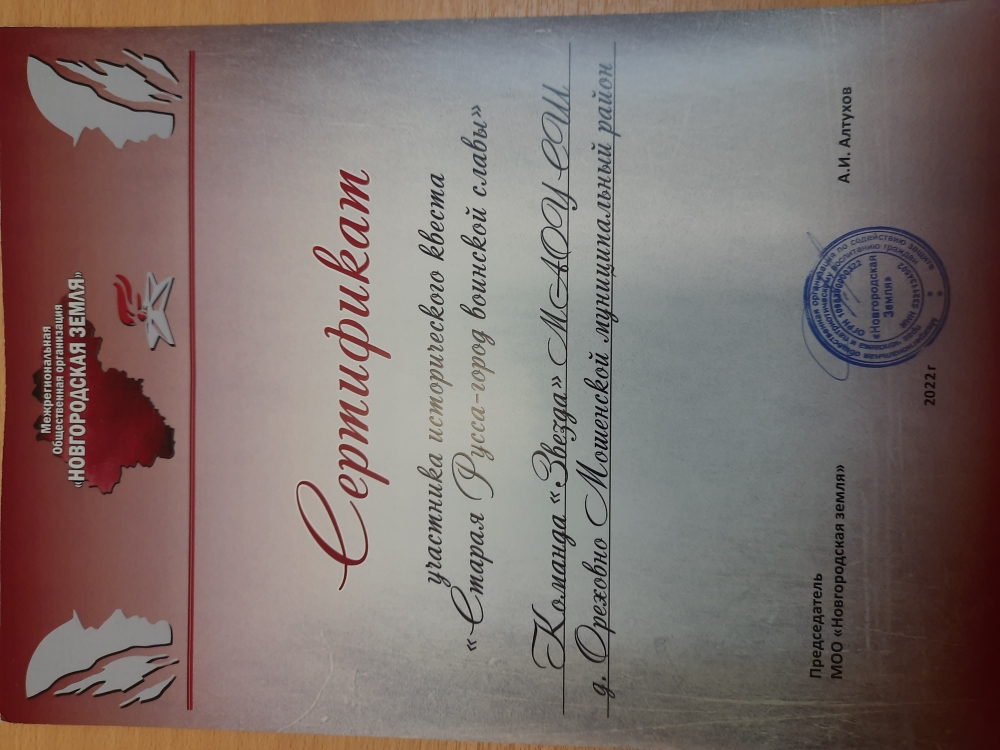 Межрегиональная
Общественная организация
«НОВГОРОДСКАЯ ЗЕМЛЯ»
Сертификат
участника исторического квеста
«Старая Русса-город воинской славы»
Команда «Звезда» МАОУ СШ
д. Ореховно Мошенской муниципальный район
Председатель
МОО «Новгородская земля»
А.И. Алтухов
«Новгородская
Земля»
2022г